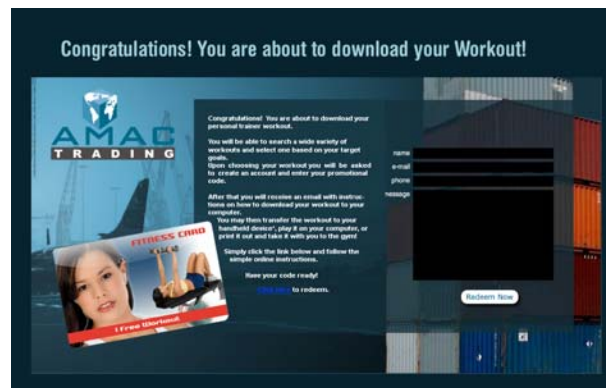 Congratulations! You are about to download your Workout!
AMAC
TRADING
Congratulations! You are about to download your
personal trainer workout.
You will be able to search a wide variety of
workouts and select one based on your target
goals.
Upon choosing your workout you will be asked
to create an account and enter your promotional
code.
After that you will receive an email with instruc-
tions on how to download your workout to your
computer.
You may then transfer the workout to your
handheld device*, play it on your computer, or
print it out and take it with you to the gym!
Simply click the link below and follow the
simple online instructions.
Have your code ready!
Click here to redeem.
name
e-mail
phone
message
Redeem Now
FITNESS CARD
1 Free Workout